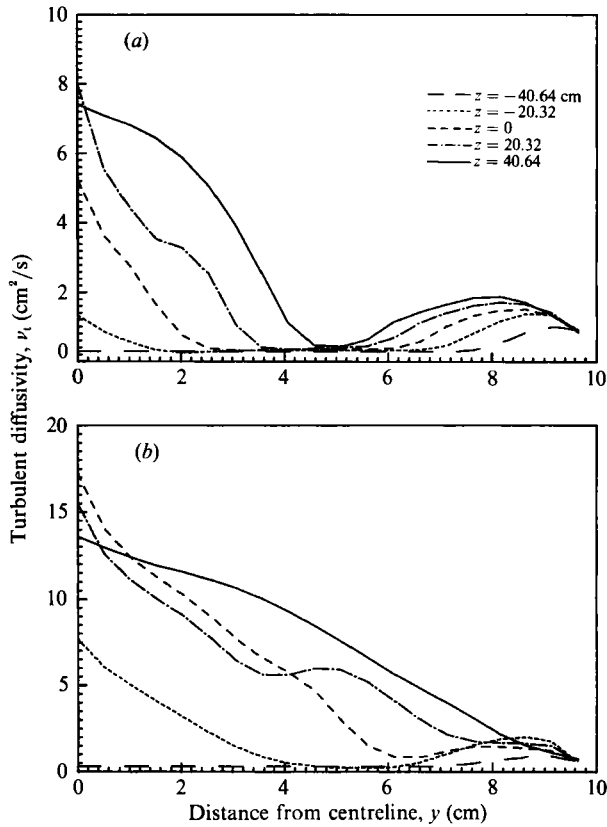 10
(a)
z = −40.64 cm
z = −20.32
z = 0
z = 20.32
z = 40.64
8
6
4
2
0
0 2 4 6 8 10
Turbulent diffusivity, νt (cm²/s)
20
(b)
15
10
5
0
0 2 4 6 8 10
Distance from centreline, y (cm)